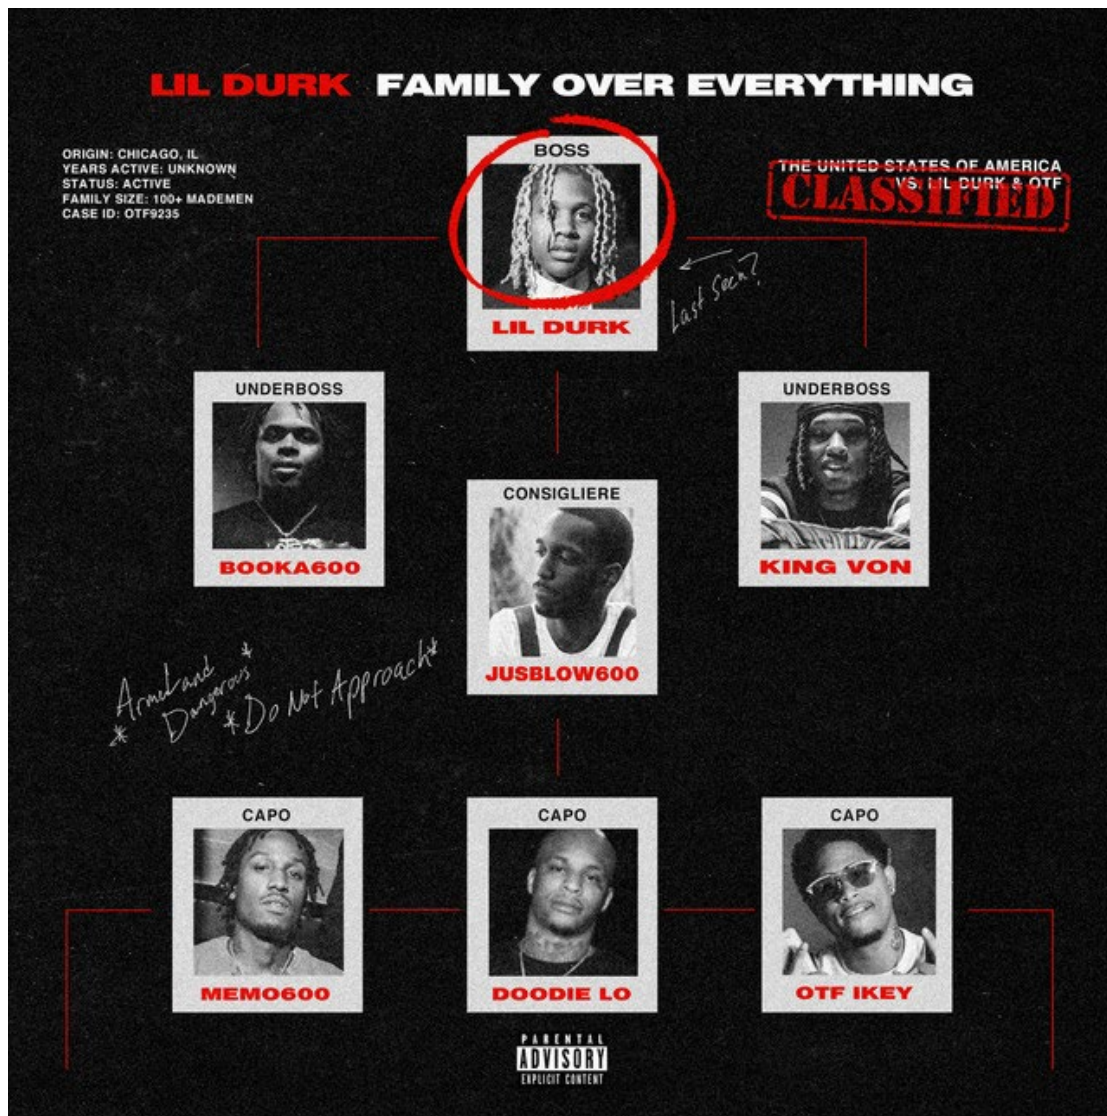 LIL DURK FAMILY OVER EVERYTHING
ORIGIN: CHICAGO, IL
YEARS ACTIVE: UNKNOWN
STATUS: ACTIVE
FAMILY SIZE: 100+ MADEMEN
CASE ID: OTF9235
THE UNITED STATES OF AMERICA
VS. LIL DURK & OTF
CLASSIFIED
BOSS
LIL DURK
Last Seen?
UNDERBOSS
BOOKA600
UNDERBOSS
KING VON
CONSIGLIERE
JUSBLOW600
*Armed and
Dangerous*
*Do Not Approach*
CAPO
MEMO600
CAPO
DOODIE LO
CAPO
OTF IKEY
PARENTAL
ADVISORY
EXPLICIT CONTENT